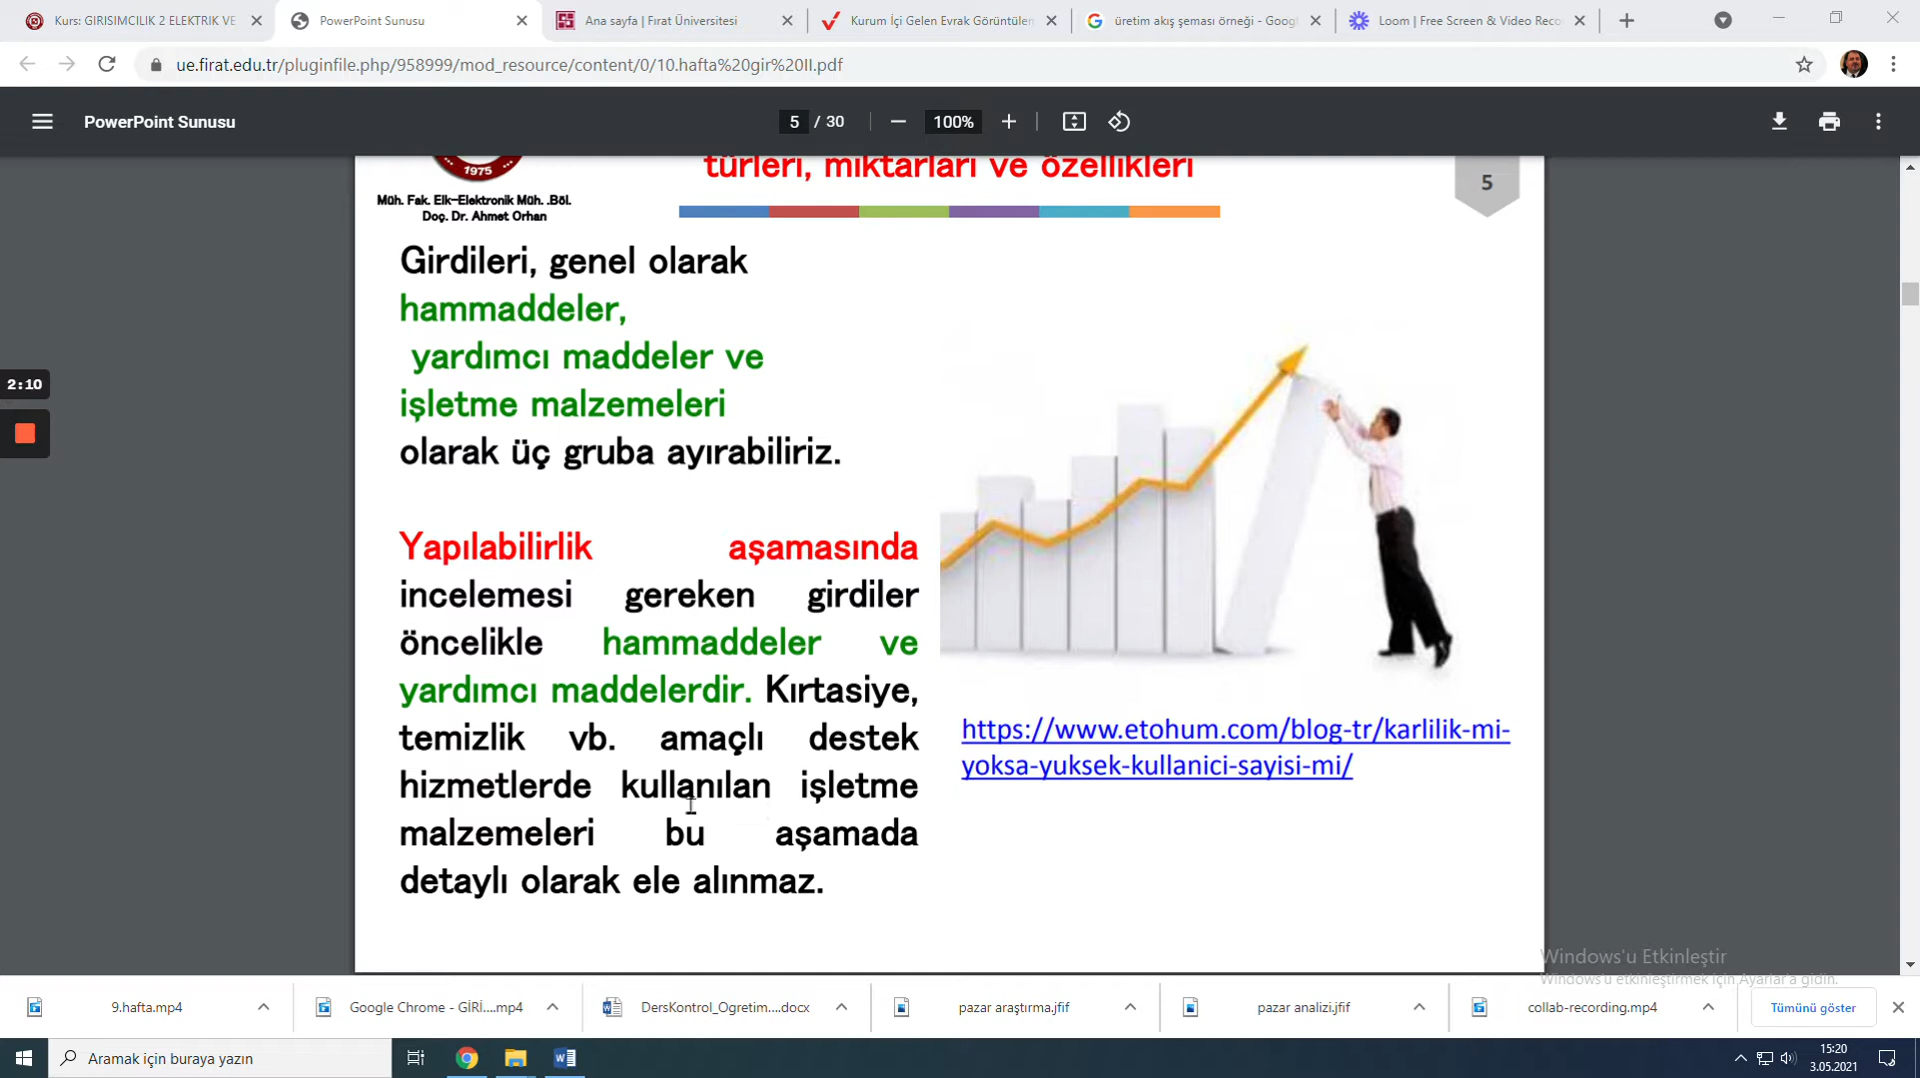 Kurs: GIRISIMCILIK 2 ELEKTRIK VE
PowerPoint Sunusu
Ana sayfa | Fırat Üniversitesi
Kurum İçi Gelen Evrak Görüntülen
üretim akış şeması örneği - Goog
Loom | Free Screen & Video Reco
ue.firat.edu.tr/pluginfile.php/958999/mod_resource/content/0/10.hafta%20gir%20II.pdf
PowerPoint Sunusu
5 / 30
100%
türleri, miktarları ve özellikleri
1975
5
Müh. Fak. Elk-Elektronik Müh. .Böl.
Doç. Dr. Ahmet Orhan
Girdileri, genel olarak
hammaddeler,
yardımcı maddeler ve
işletme malzemeleri
olarak üç gruba ayırabiliriz.
2:10
Yapılabilirlik aşamasında
incelemesi gereken girdiler
öncelikle hammaddeler ve
yardımcı maddelerdir. Kırtasiye,
temizlik vb. amaçlı destek
hizmetlerde kullanılan işletme
malzemeleri bu aşamada
detaylı olarak ele alınmaz.
https://www.etohum.com/blog-tr/karlilik-mi-
yoksa-yuksek-kullanici-sayisi-mi/
Windows'u Etkinleştir
Windows'u etkinleştirmek için Ayarlar'a gidin.
9.hafta.mp4
Google Chrome - GİRİ....mp4
DersKontrol_Ogretim....docx
pazar araştırma.jfif
pazar analizi.jfif
collab-recording.mp4
Tümünü göster
Aramak için buraya yazın
15:20
3.05.2021